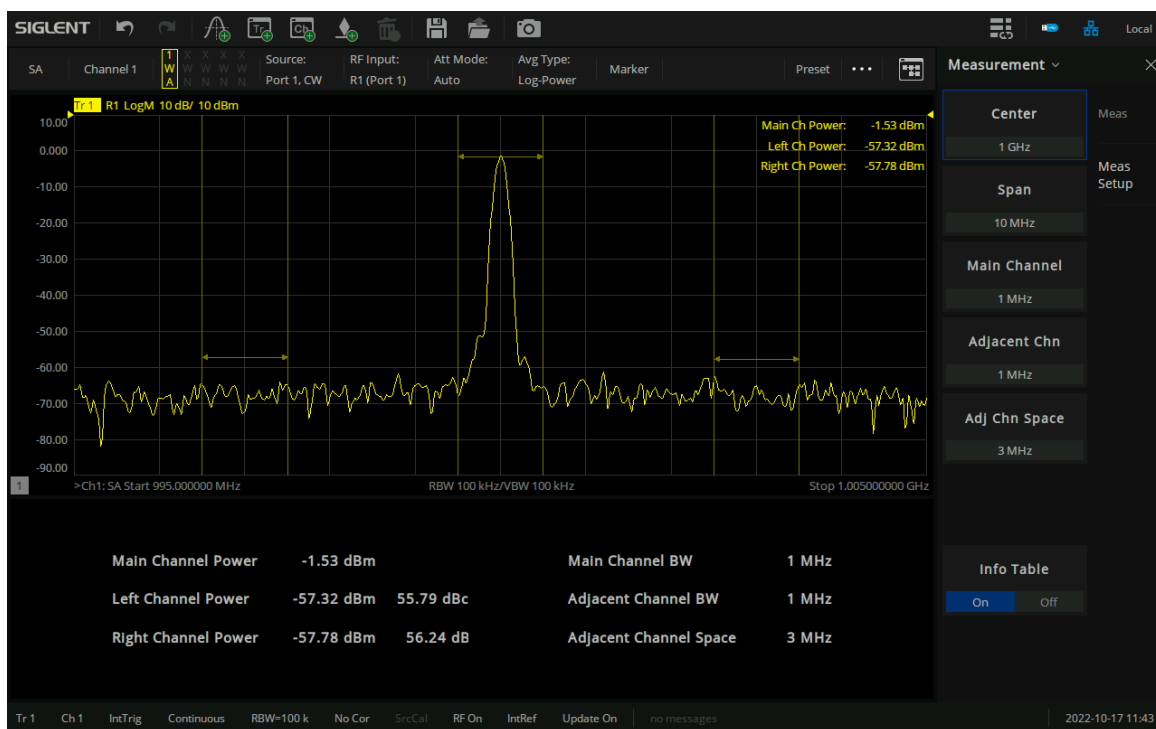 SIGLENT Tr Ch Local
SA Channel 1 1 X X X X Source: RF Input: Att Mode: Avg Type: Marker Preset ••• Measurement
W W W W W Port 1, CW R1 (Port 1) Auto Log-Power
A N N N N
Tr 1 R1 LogM 10 dB/ 10 dBm
10.00
0.000
-10.00
-20.00
-30.00
-40.00
-50.00
-60.00
-70.00
-80.00
-90.00
Main Ch Power: -1.53 dBm
Left Ch Power: -57.32 dBm
Right Ch Power: -57.78 dBm
1 >Ch1: SA Start 995.000000 MHz RBW 100 kHz/VBW 100 kHz Stop 1.005000000 GHz
Main Channel Power -1.53 dBm Main Channel BW 1 MHz
Left Channel Power -57.32 dBm 55.79 dBc Adjacent Channel BW 1 MHz
Right Channel Power -57.78 dBm 56.24 dB Adjacent Channel Space 3 MHz
Center
1 GHz
Span
10 MHz
Main Channel
1 MHz
Adjacent Chn
1 MHz
Adj Chn Space
3 MHz
Info Table
On Off
Meas
Meas
Setup
Tr 1 Ch 1 IntTrig Continuous RBW=100 k No Cor SrcCal RF On IntRef Update On no messages 2022-10-17 11:43